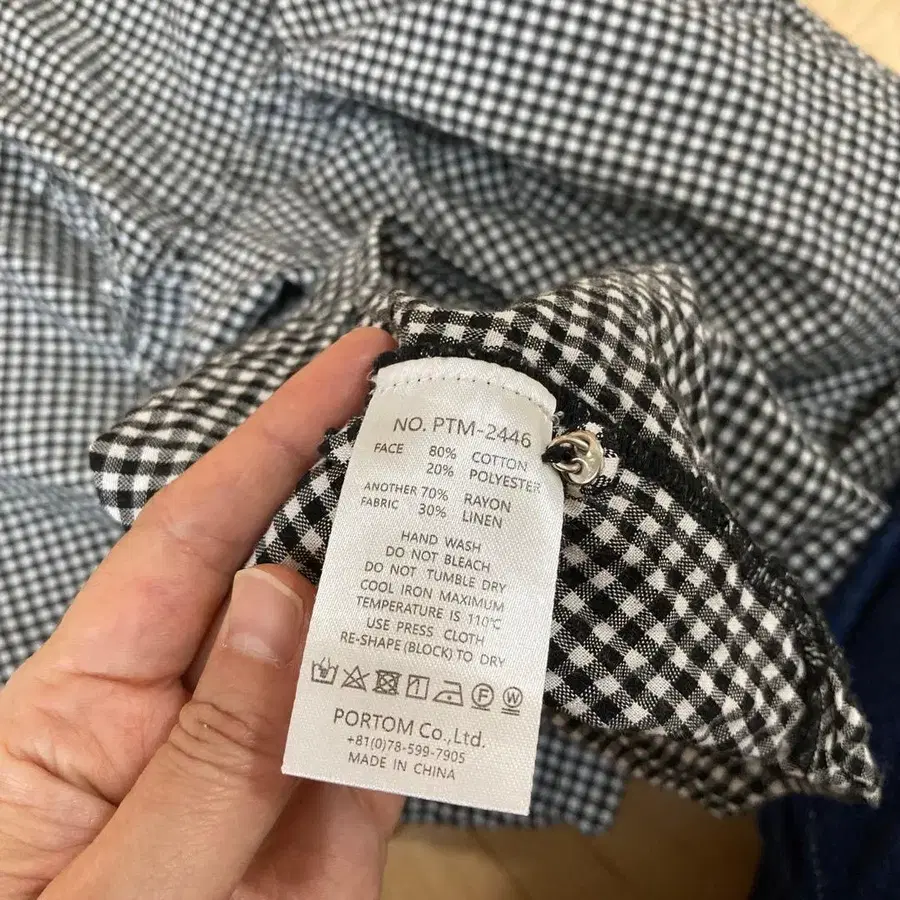 NO. PTM-2446
FACE 80% COTTON
20% POLYESTER
ANOTHER 70% RAYON
FABRIC 30% LINEN
HAND WASH
DO NOT BLEACH
DO NOT TUMBLE DRY
COOL IRON MAXIMUM
TEMPERATURE IS 110℃
USE PRESS CLOTH
RE-SHAPE (BLOCK) TO DRY
PORTOM Co.,Ltd.
+81(0)78-599-7905
MADE IN CHINA